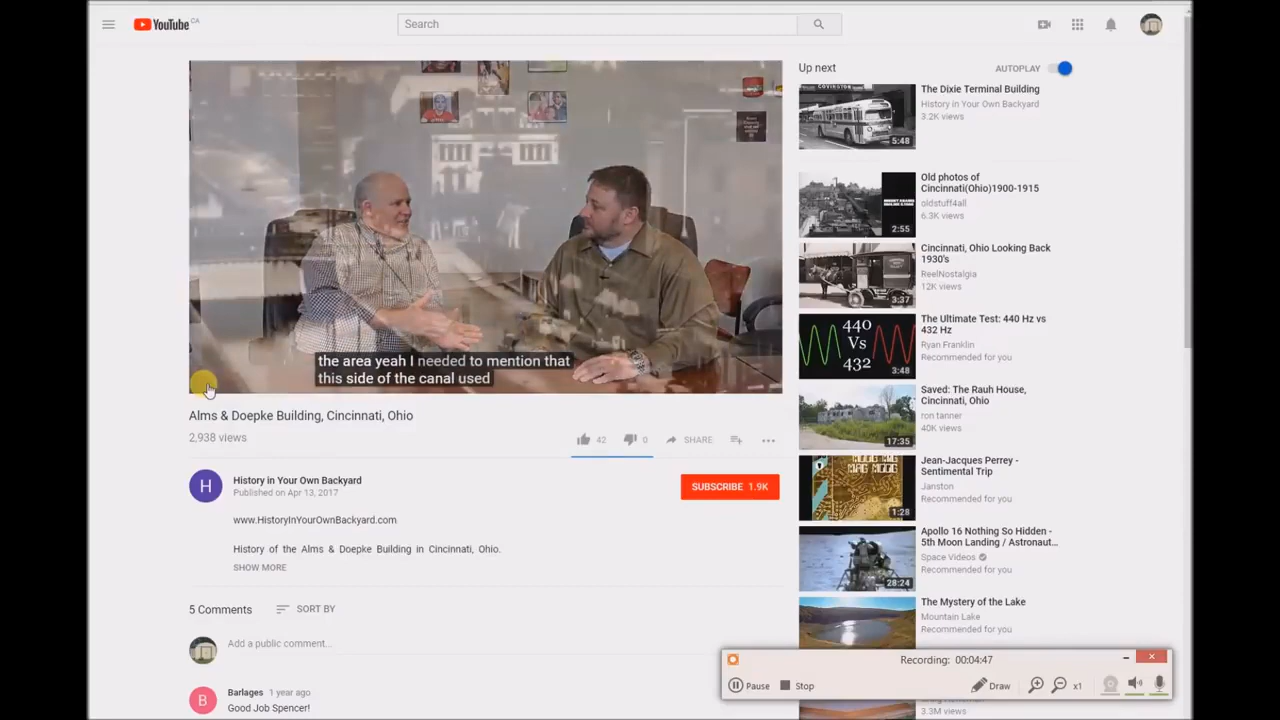 YouTube CA
Search
the area yeah I needed to mention that
this side of the canal used
Alms & Doepke Building, Cincinnati, Ohio
2,938 views
42
0
SHARE
H
History in Your Own Backyard
Published on Apr 13, 2017
SUBSCRIBE 1.9K
www.HistoryInYourOwnBackyard.com
History of the Alms & Doepke Building in Cincinnati, Ohio.
SHOW MORE
5 Comments
SORT BY
Add a public comment...
B
Barlages 1 year ago
Good Job Spencer!
Up next
AUTOPLAY
COVINGTON
5:48
The Dixie Terminal Building
History in Your Own Backyard
3.2K views
2:55
Old photos of
Cincinnati(Ohio)1900-1915
oldstuff4all
6.3K views
3:37
Cincinnati, Ohio Looking Back
1930's
ReelNostalgia
12K views
440
Vs
432
3:48
The Ultimate Test: 440 Hz vs
432 Hz
Ryan Franklin
Recommended for you
17:35
Saved: The Rauh House,
Cincinnati, Ohio
ron tanner
40K views
1:28
Jean-Jacques Perrey -
Sentimental Trip
Janston
Recommended for you
28:24
Apollo 16 Nothing So Hidden -
5th Moon Landing / Astronaut...
Space Videos
Recommended for you
The Mystery of the Lake
Mountain Lake
Recommended for you
Recording: 00:04:47
Pause
Stop
Draw
x1
3.3M views